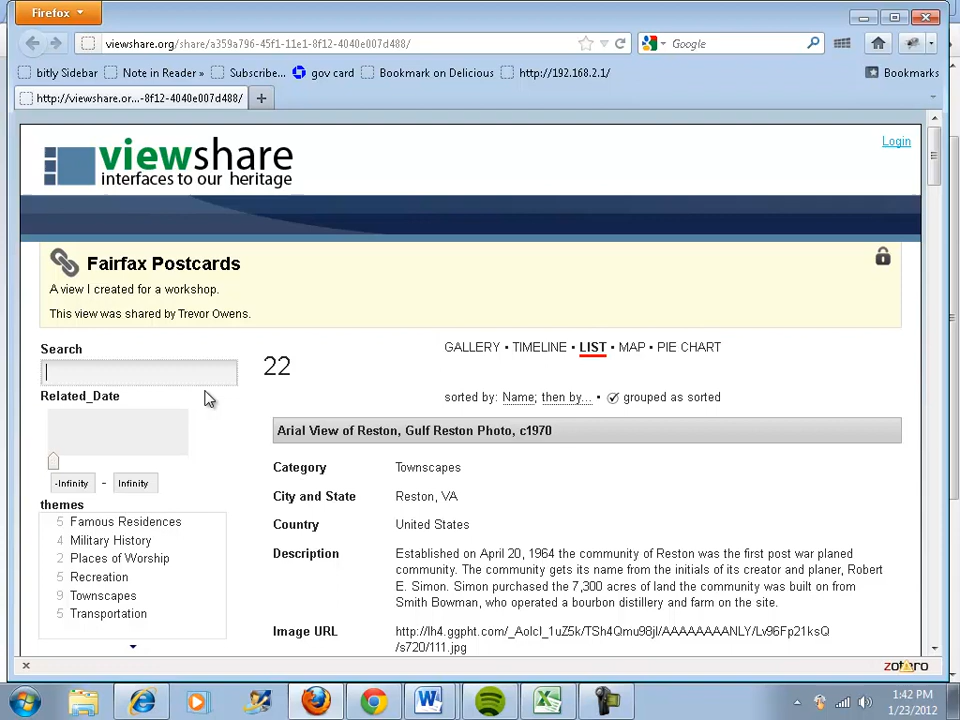 Firefox
viewshare.org/share/a359a796-45f1-11e1-8f12-4040e007d488/
Google
bitly Sidebar
Note in Reader »
Subscribe...
gov card
Bookmark on Delicious
http://192.168.2.1/
Bookmarks
http://viewshare.or...-8f12-4040e007d488/
Login
viewshare
interfaces to our heritage
Fairfax Postcards
A view I created for a workshop.
This view was shared by Trevor Owens.
Search
22
GALLERY • TIMELINE • LIST • MAP • PIE CHART
Related_Date
sorted by: Name; then by... • grouped as sorted
-Infinity - Infinity
themes
5 Famous Residences
4 Military History
2 Places of Worship
5 Recreation
9 Townscapes
5 Transportation
Arial View of Reston, Gulf Reston Photo, c1970
Category Townscapes
City and State Reston, VA
Country United States
Description Established on April 20, 1964 the community of Reston was the first post war planed
community. The community gets its name from the initials of its creator and planer, Robert
E. Simon. Simon purchased the 7,300 acres of land the community was built on from
Smith Bowman, who operated a bourbon distillery and farm on the site.
Image URL http://lh4.ggpht.com/_AolcI_1uZ5k/TSh4Qmu98jI/AAAAAAAANLY/Lv96Fp21ksQ
/s720/111.jpg
zotero
1:42 PM
1/23/2012